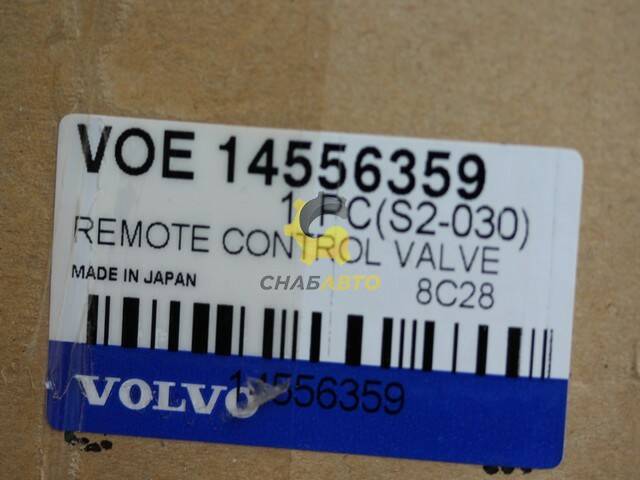 VOE 14556359
1 PC(S2-030)
REMOTE CONTROL VALVE
MADE IN JAPAN
8C28
СНАБАВТО
14556359
VOLVO